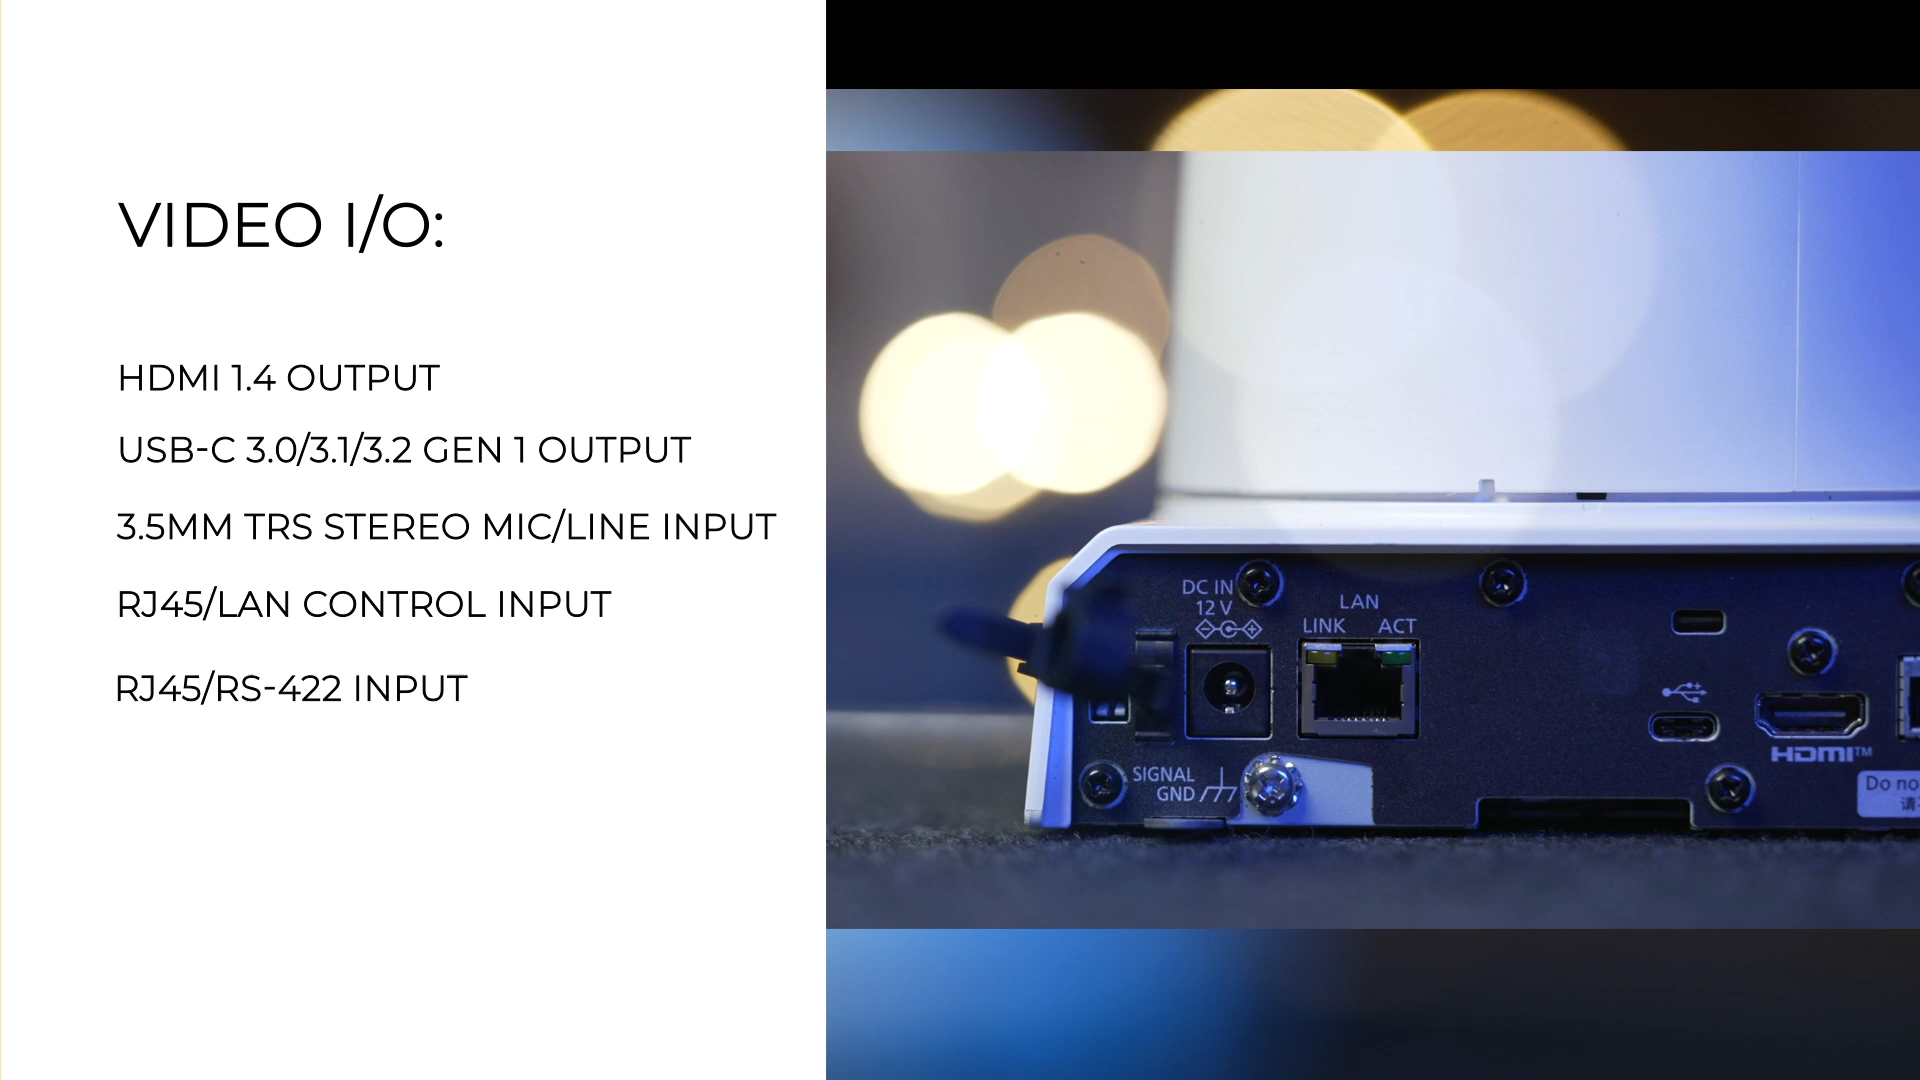 VIDEO I/O:
HDMI 1.4 OUTPUT
USB-C 3.0/3.1/3.2 GEN 1 OUTPUT
3.5MM TRS STEREO MIC/LINE INPUT
RJ45/LAN CONTROL INPUT
RJ45/RS-422 INPUT
DC IN
12 V
LAN
LINK ACT
SIGNAL
GND
HDMI™
Do no
请